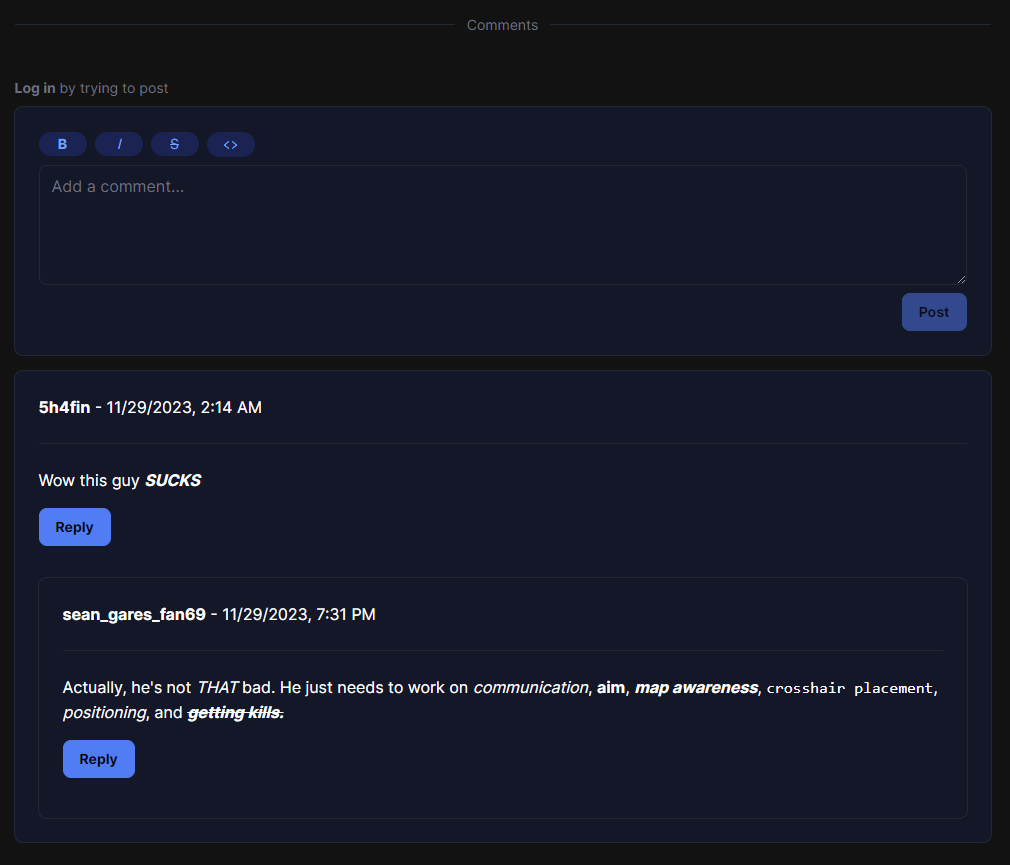 Comments
Log in by trying to post
B I S <>
Add a comment...
Post
5h4fin - 11/29/2023, 2:14 AM
Wow this guy SUCKS
Reply
sean_gares_fan69 - 11/29/2023, 7:31 PM
Actually, he's not THAT bad. He just needs to work on communication, aim, map awareness, crosshair placement,
positioning, and getting kills.
Reply